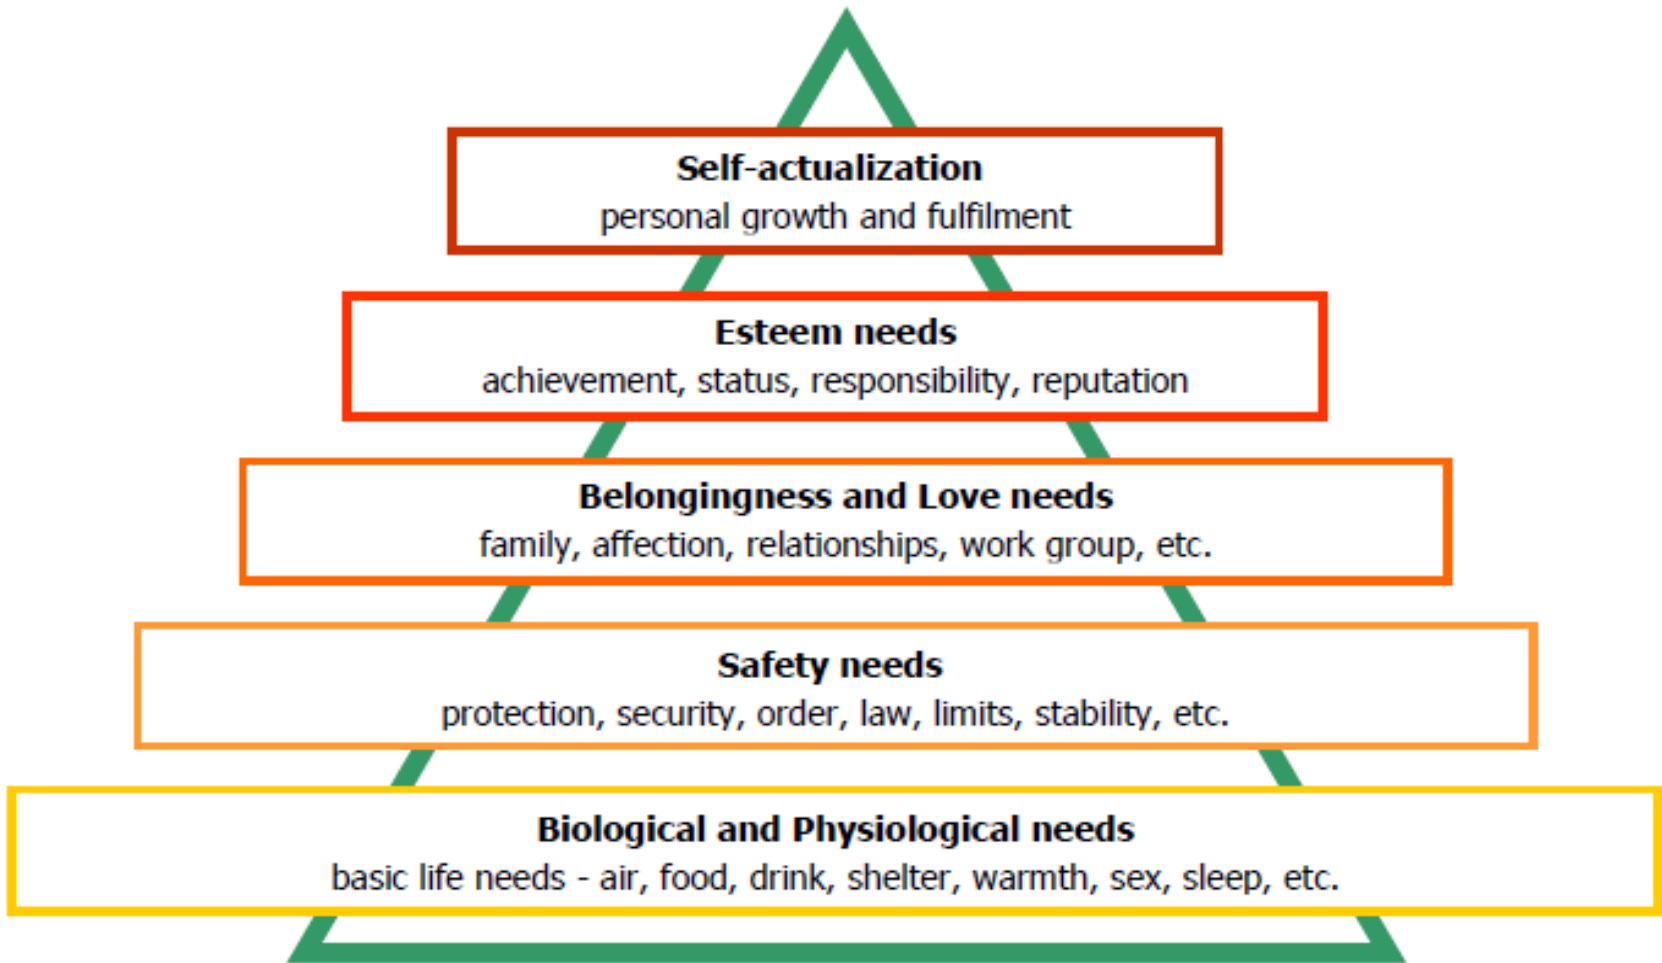 Self-actualization
personal growth and fulfilment
Esteem needs
achievement, status, responsibility, reputation
Belongingness and Love needs
family, affection, relationships, work group, etc.
Safety needs
protection, security, order, law, limits, stability, etc.
Biological and Physiological needs
basic life needs - air, food, drink, shelter, warmth, sex, sleep, etc.